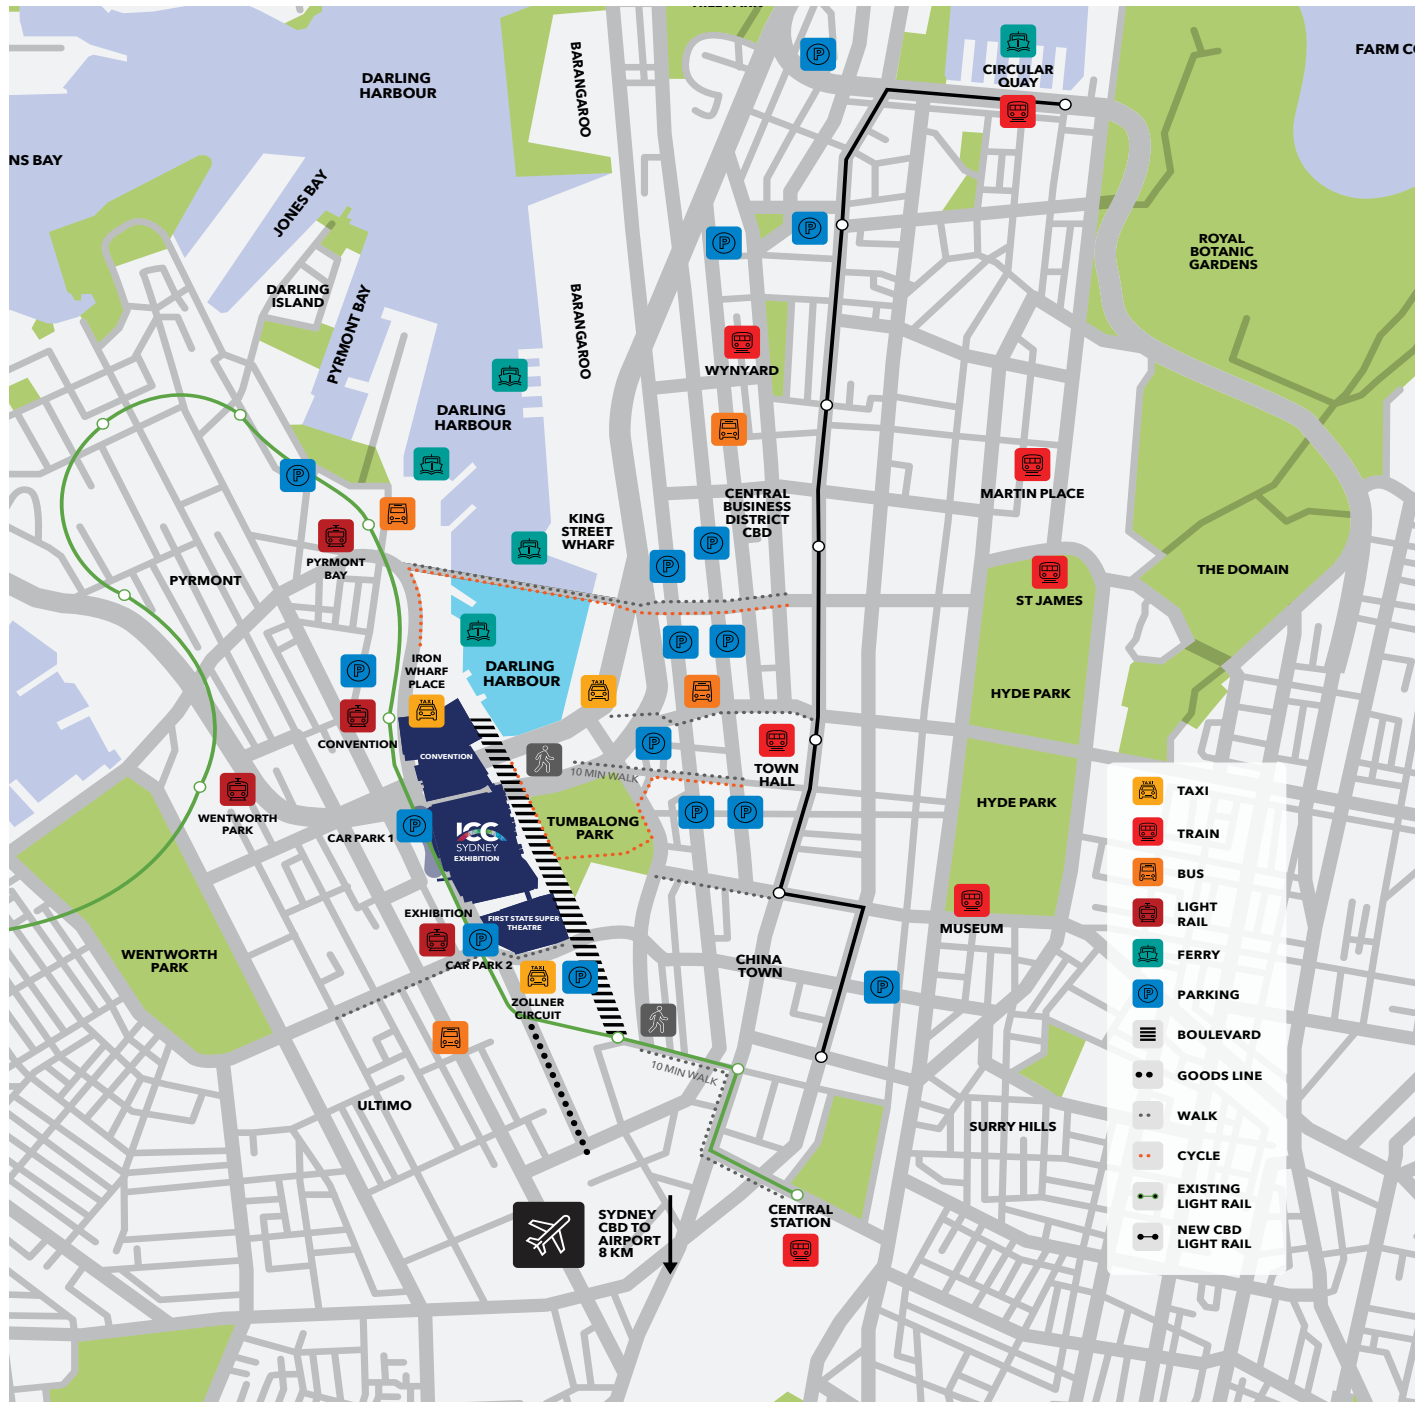 CIRCULAR
QUAY
FARM C
DARLING
HARBOUR
BARANGAROO
NS BAY
JONES BAY
ROYAL
BOTANIC
GARDENS
DARLING
ISLAND
PYRMONT BAY
BARANGAROO
WYNYARD
DARLING
HARBOUR
MARTIN PLACE
CENTRAL
BUSINESS
DISTRICT
CBD
KING
STREET
WHARF
PYRMONT
BAY
PYRMONT
THE DOMAIN
ST JAMES
IRON
WHARF
PLACE
DARLING
HARBOUR
HYDE PARK
TAXI
TAXI
CONVENTION
CONVENTION
TOWN
HALL
10 MIN WALK
WENTWORTH
PARK
HYDE PARK
TUMBALONG
PARK
CAR PARK 1
ICC
SYDNEY
EXHIBITION
EXHIBITION
FIRST STATE SUPER
THEATRE
MUSEUM
WENTWORTH
PARK
CAR PARK 2
CHINA
TOWN
TAXI
ZOLLNER
CIRCUIT
10 MIN WALK
ULTIMO
SURRY HILLS
SYDNEY
CBD TO
AIRPORT
8 KM
CENTRAL
STATION
TAXI
TAXI
TRAIN
BUS
LIGHT
RAIL
FERRY
P PARKING
BOULEVARD
GOODS LINE
WALK
CYCLE
EXISTING
LIGHT RAIL
NEW CBD
LIGHT RAIL